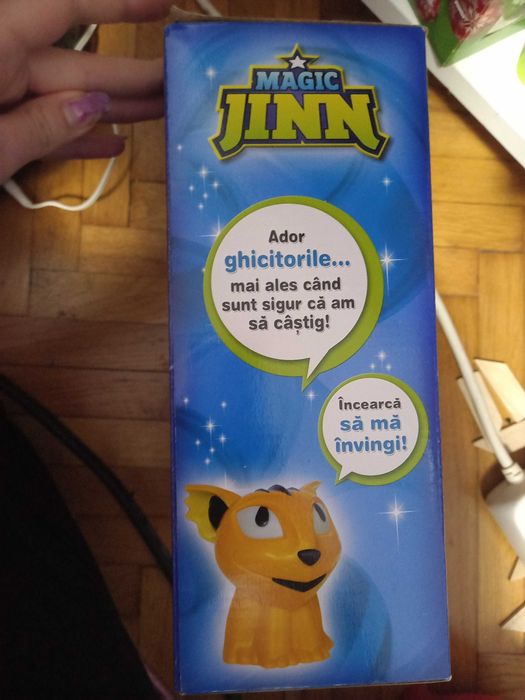 MAGIC
JINN
Ador
ghicitorile...
mai ales când
sunt sigur că am
să câștig!
Încearcă
să mă
învingi!